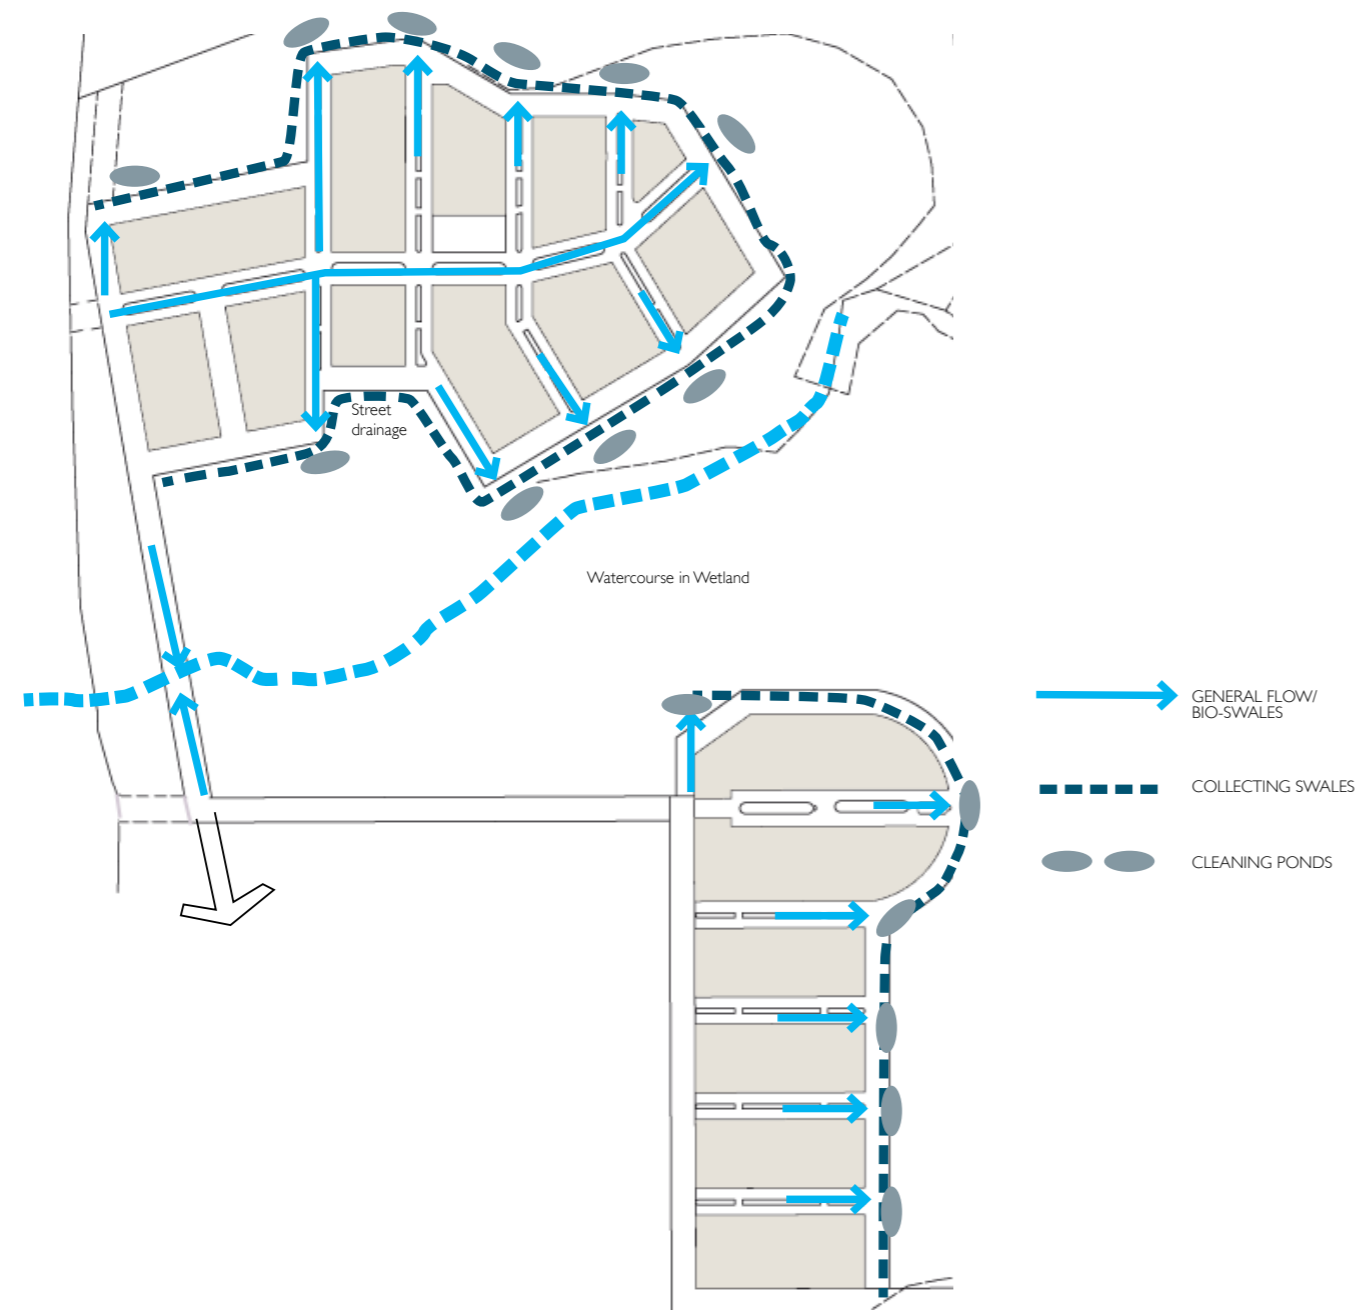 Street
drainage
Watercourse in Wetland
GENERAL FLOW/
BIO-SWALES
COLLECTING SWALES
CLEANING PONDS